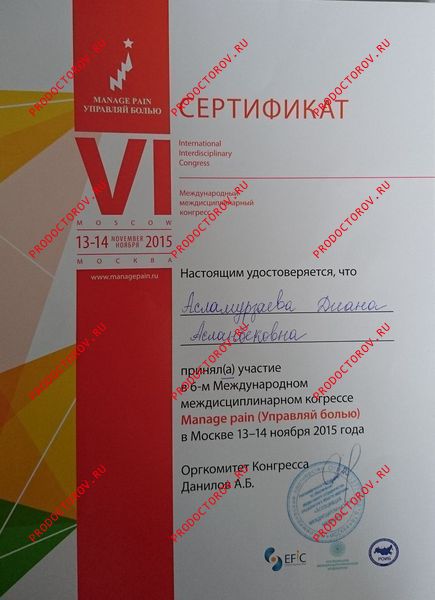 MANAGE PAIN
УПРАВЛЯЙ БОЛЬЮ
СЕРТИФИКАТ
VI
International
Interdisciplinary
Congress
Международный
междисциплинарный
конгресс
MOSCOW
13-14 NOVEMBER НОЯБРЯ 2015
МОСКВА
www.managepain.ru
Настоящим удостоверяется, что
Диана
Аслановна
принял(а) участие
в 6-м Международном
междисциплинарном когрессе
Manage pain (Управляй болью)
в Москве 13–14 ноября 2015 года
Оргкомитет Конгресса
Данилов А.Б.
EFIC
РОИБ
PRODOCTOROV.RU